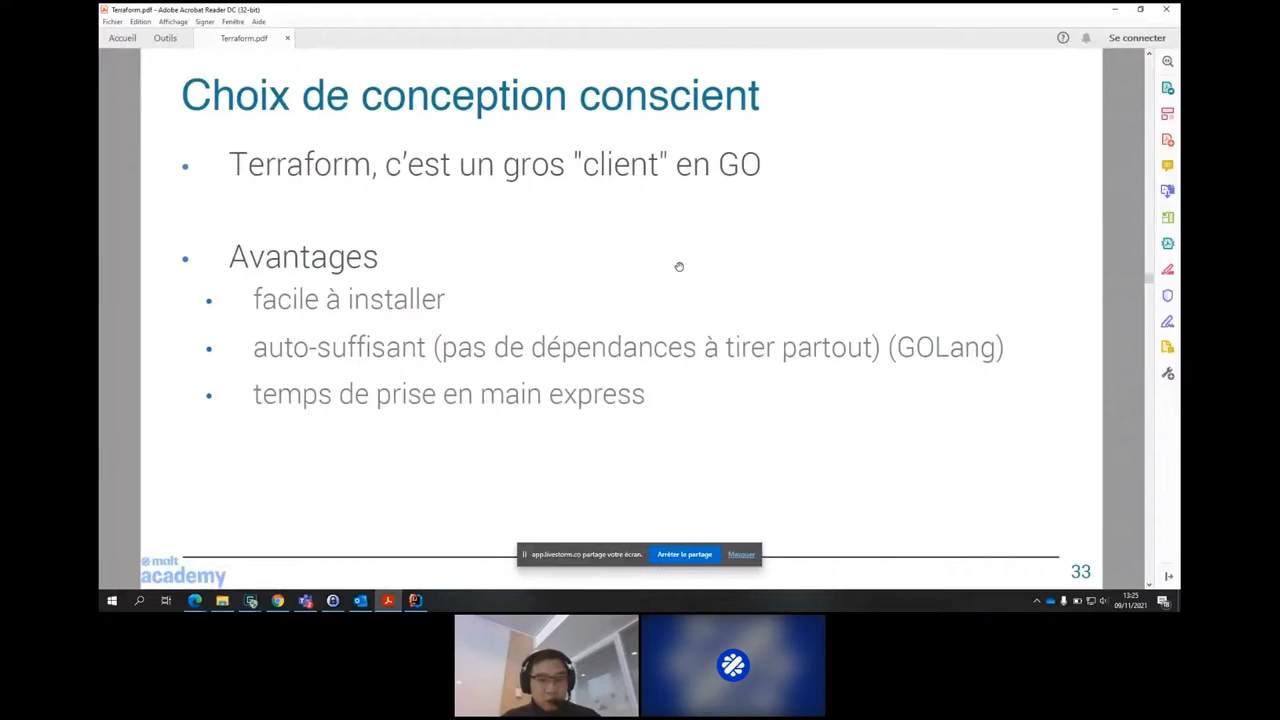 Terraform.pdf - Adobe Acrobat Reader DC (32-bit)
Fichier Edition Affichage Signer Fenêtre Aide
Accueil Outils Terraform.pdf × Se connecter
Choix de conception conscient
• Terraform, c’est un gros "client" en GO
• Avantages
• facile à installer
• auto-suffisant (pas de dépendances à tirer partout) (GOLang)
• temps de prise en main express
app.livestorm.co partage votre écran. Arrêter le partage Masquer
malt
academy
33
13:25
09/11/2021